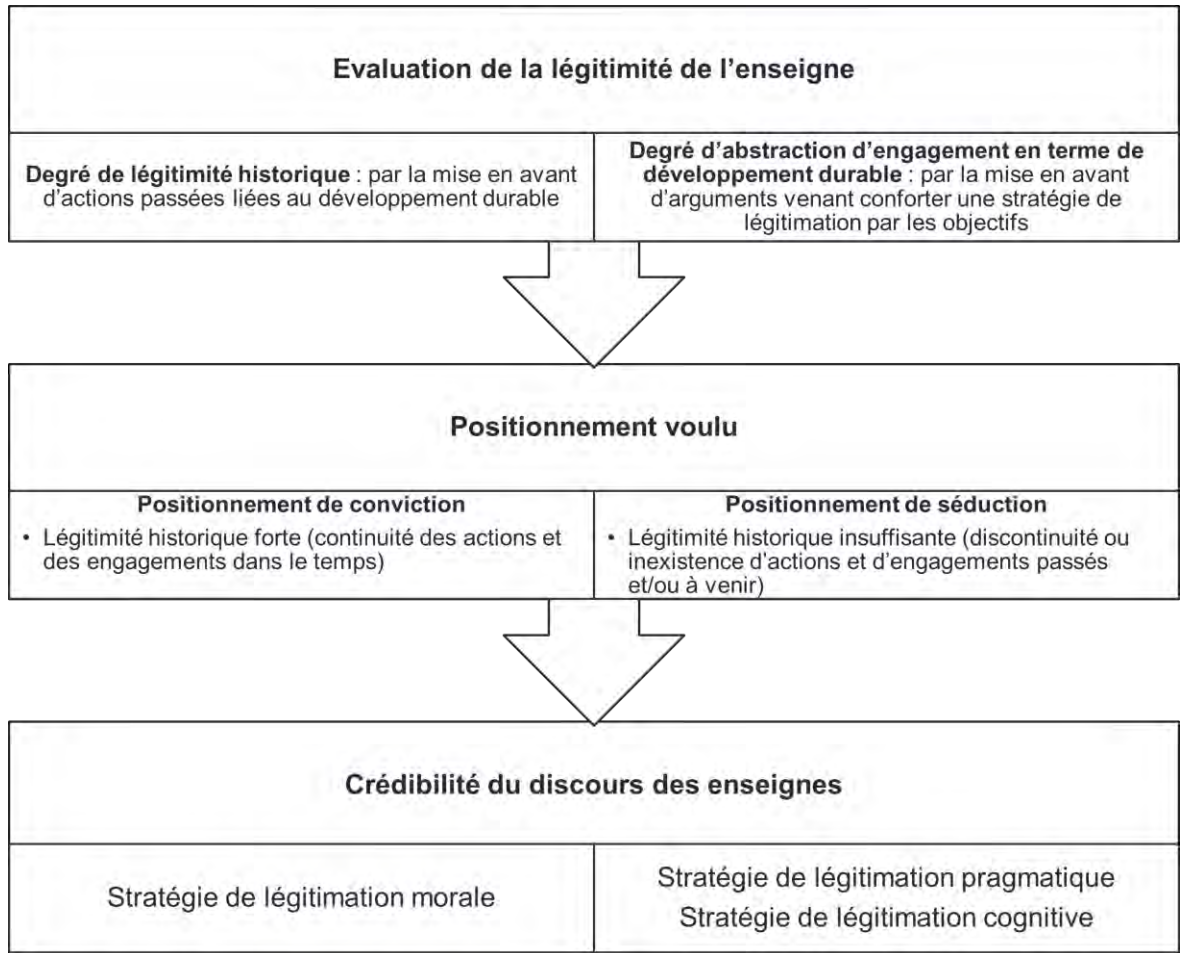 Evaluation de la légitimité de l'enseigne
Degré de légitimité historique : par la mise en avant
d'actions passées liées au développement durable
Degré d'abstraction d'engagement en terme de
développement durable : par la mise en avant
d'arguments venant conforter une stratégie de
légitimation par les objectifs
Positionnement voulu
Positionnement de conviction
• Légitimité historique forte (continuité des actions et
des engagements dans le temps)
Positionnement de séduction
• Légitimité historique insuffisante (discontinuité ou
inexistence d'actions et d'engagements passés
et/ou à venir)
Crédibilité du discours des enseignes
Stratégie de légitimation morale
Stratégie de légitimation pragmatique
Stratégie de légitimation cognitive